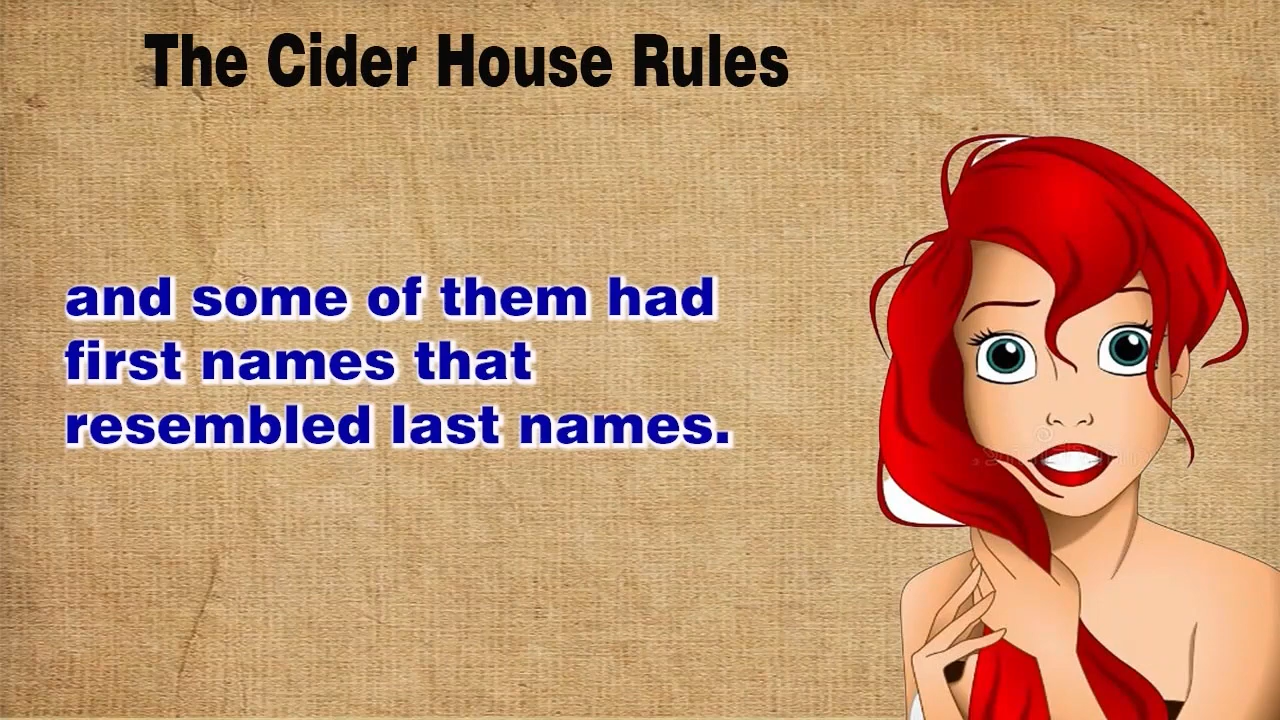 The Cider House Rules
and some of them had
first names that
resembled last names.